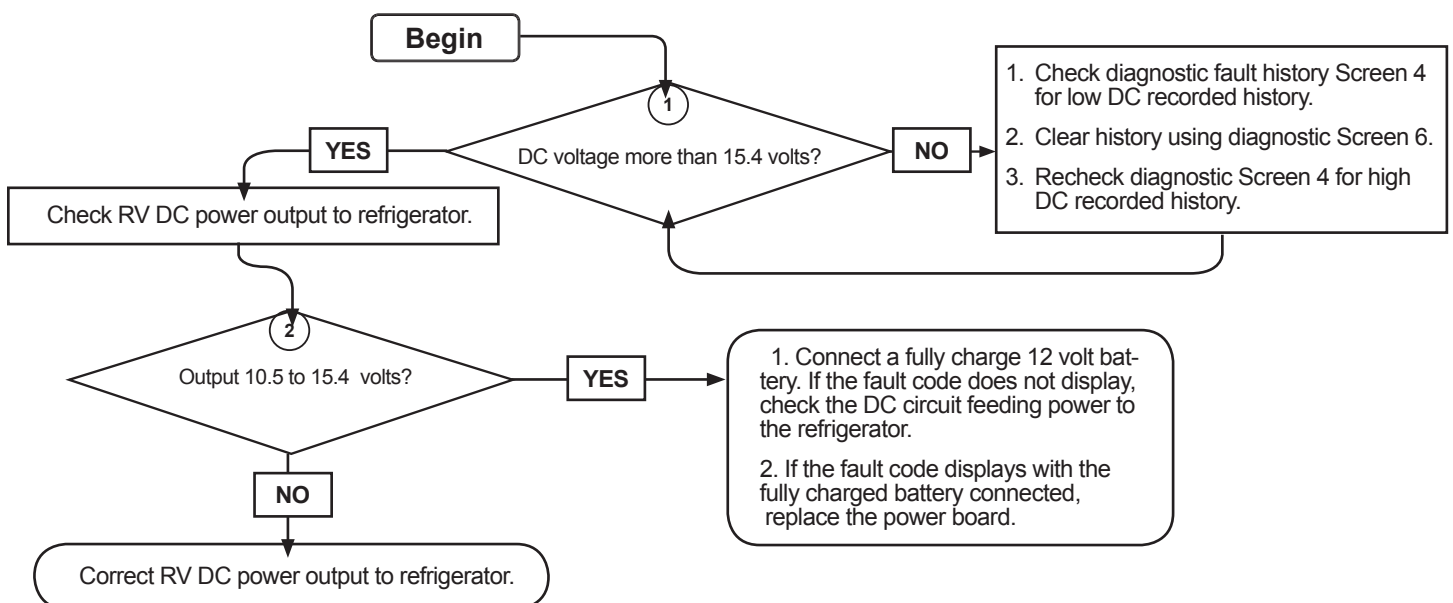 Begin
1
DC voltage more than 15.4 volts?
YES
NO
1. Check diagnostic fault history Screen 4
for low DC recorded history.
2. Clear history using diagnostic Screen 6.
3. Recheck diagnostic Screen 4 for high
DC recorded history.
Check RV DC power output to refrigerator.
2
Output 10.5 to 15.4 volts?
YES
1. Connect a fully charge 12 volt bat-
tery. If the fault code does not display,
check the DC circuit feeding power to
the refrigerator.
2. If the fault code displays with the
fully charged battery connected,
replace the power board.
NO
Correct RV DC power output to refrigerator.